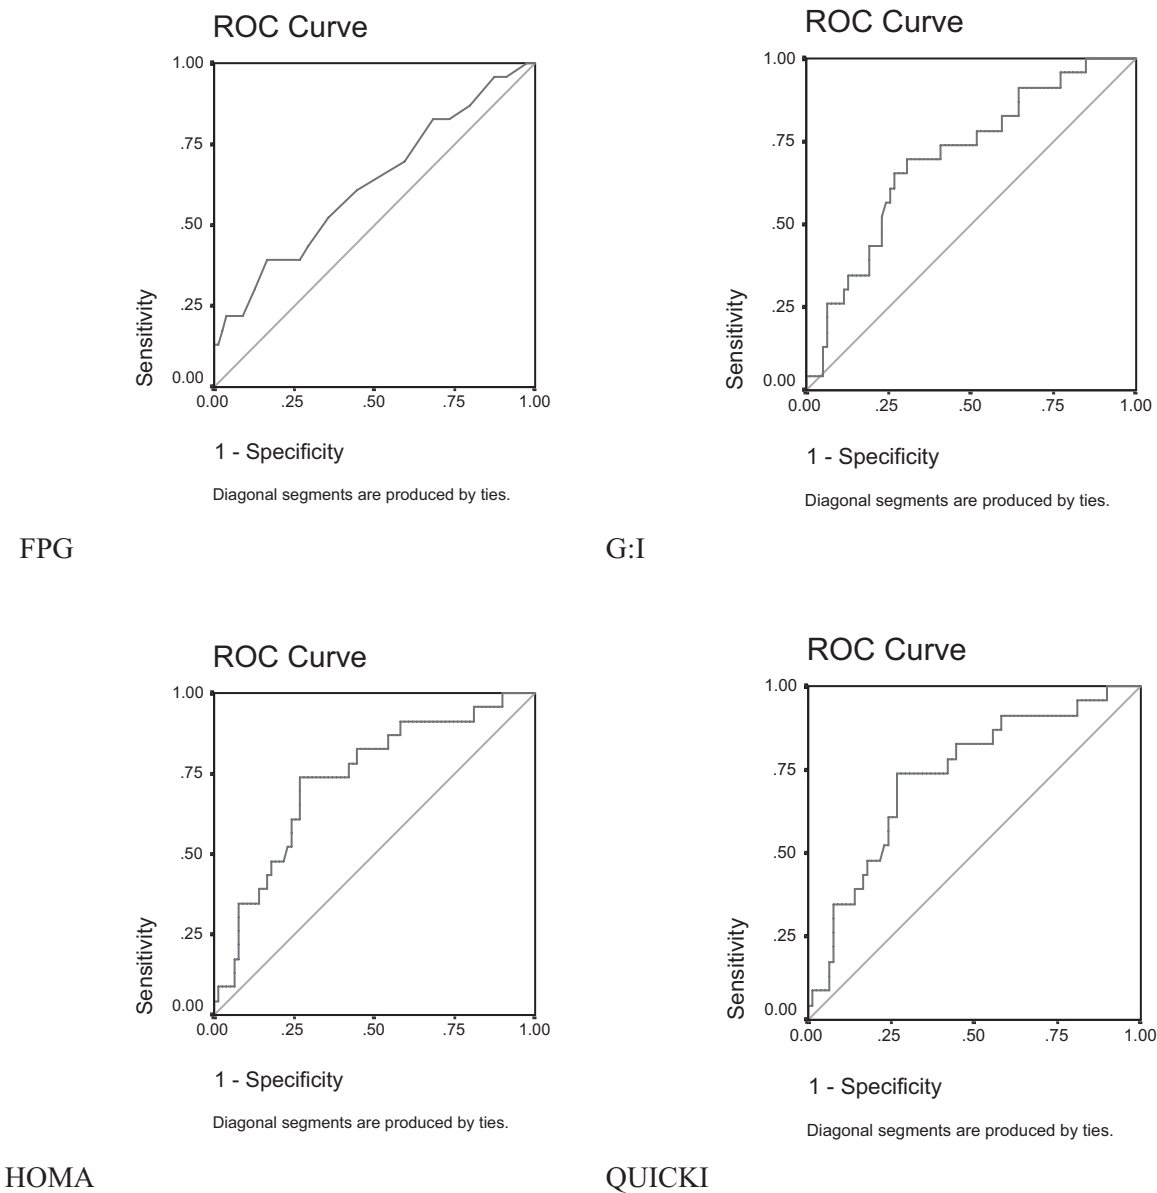 ROC Curve
1.00
.75
.50
.25
0.00
Sensitivity
0.00 .25 .50 .75 1.00
1 - Specificity
Diagonal segments are produced by ties.
FPG
ROC Curve
1.00
.75
.50
.25
0.00
Sensitivity
0.00 .25 .50 .75 1.00
1 - Specificity
Diagonal segments are produced by ties.
G:I
ROC Curve
1.00
.75
.50
.25
0.00
Sensitivity
0.00 .25 .50 .75 1.00
1 - Specificity
Diagonal segments are produced by ties.
HOMA
ROC Curve
1.00
.75
.50
.25
0.00
Sensitivity
0.00 .25 .50 .75 1.00
1 - Specificity
Diagonal segments are produced by ties.
QUICKI